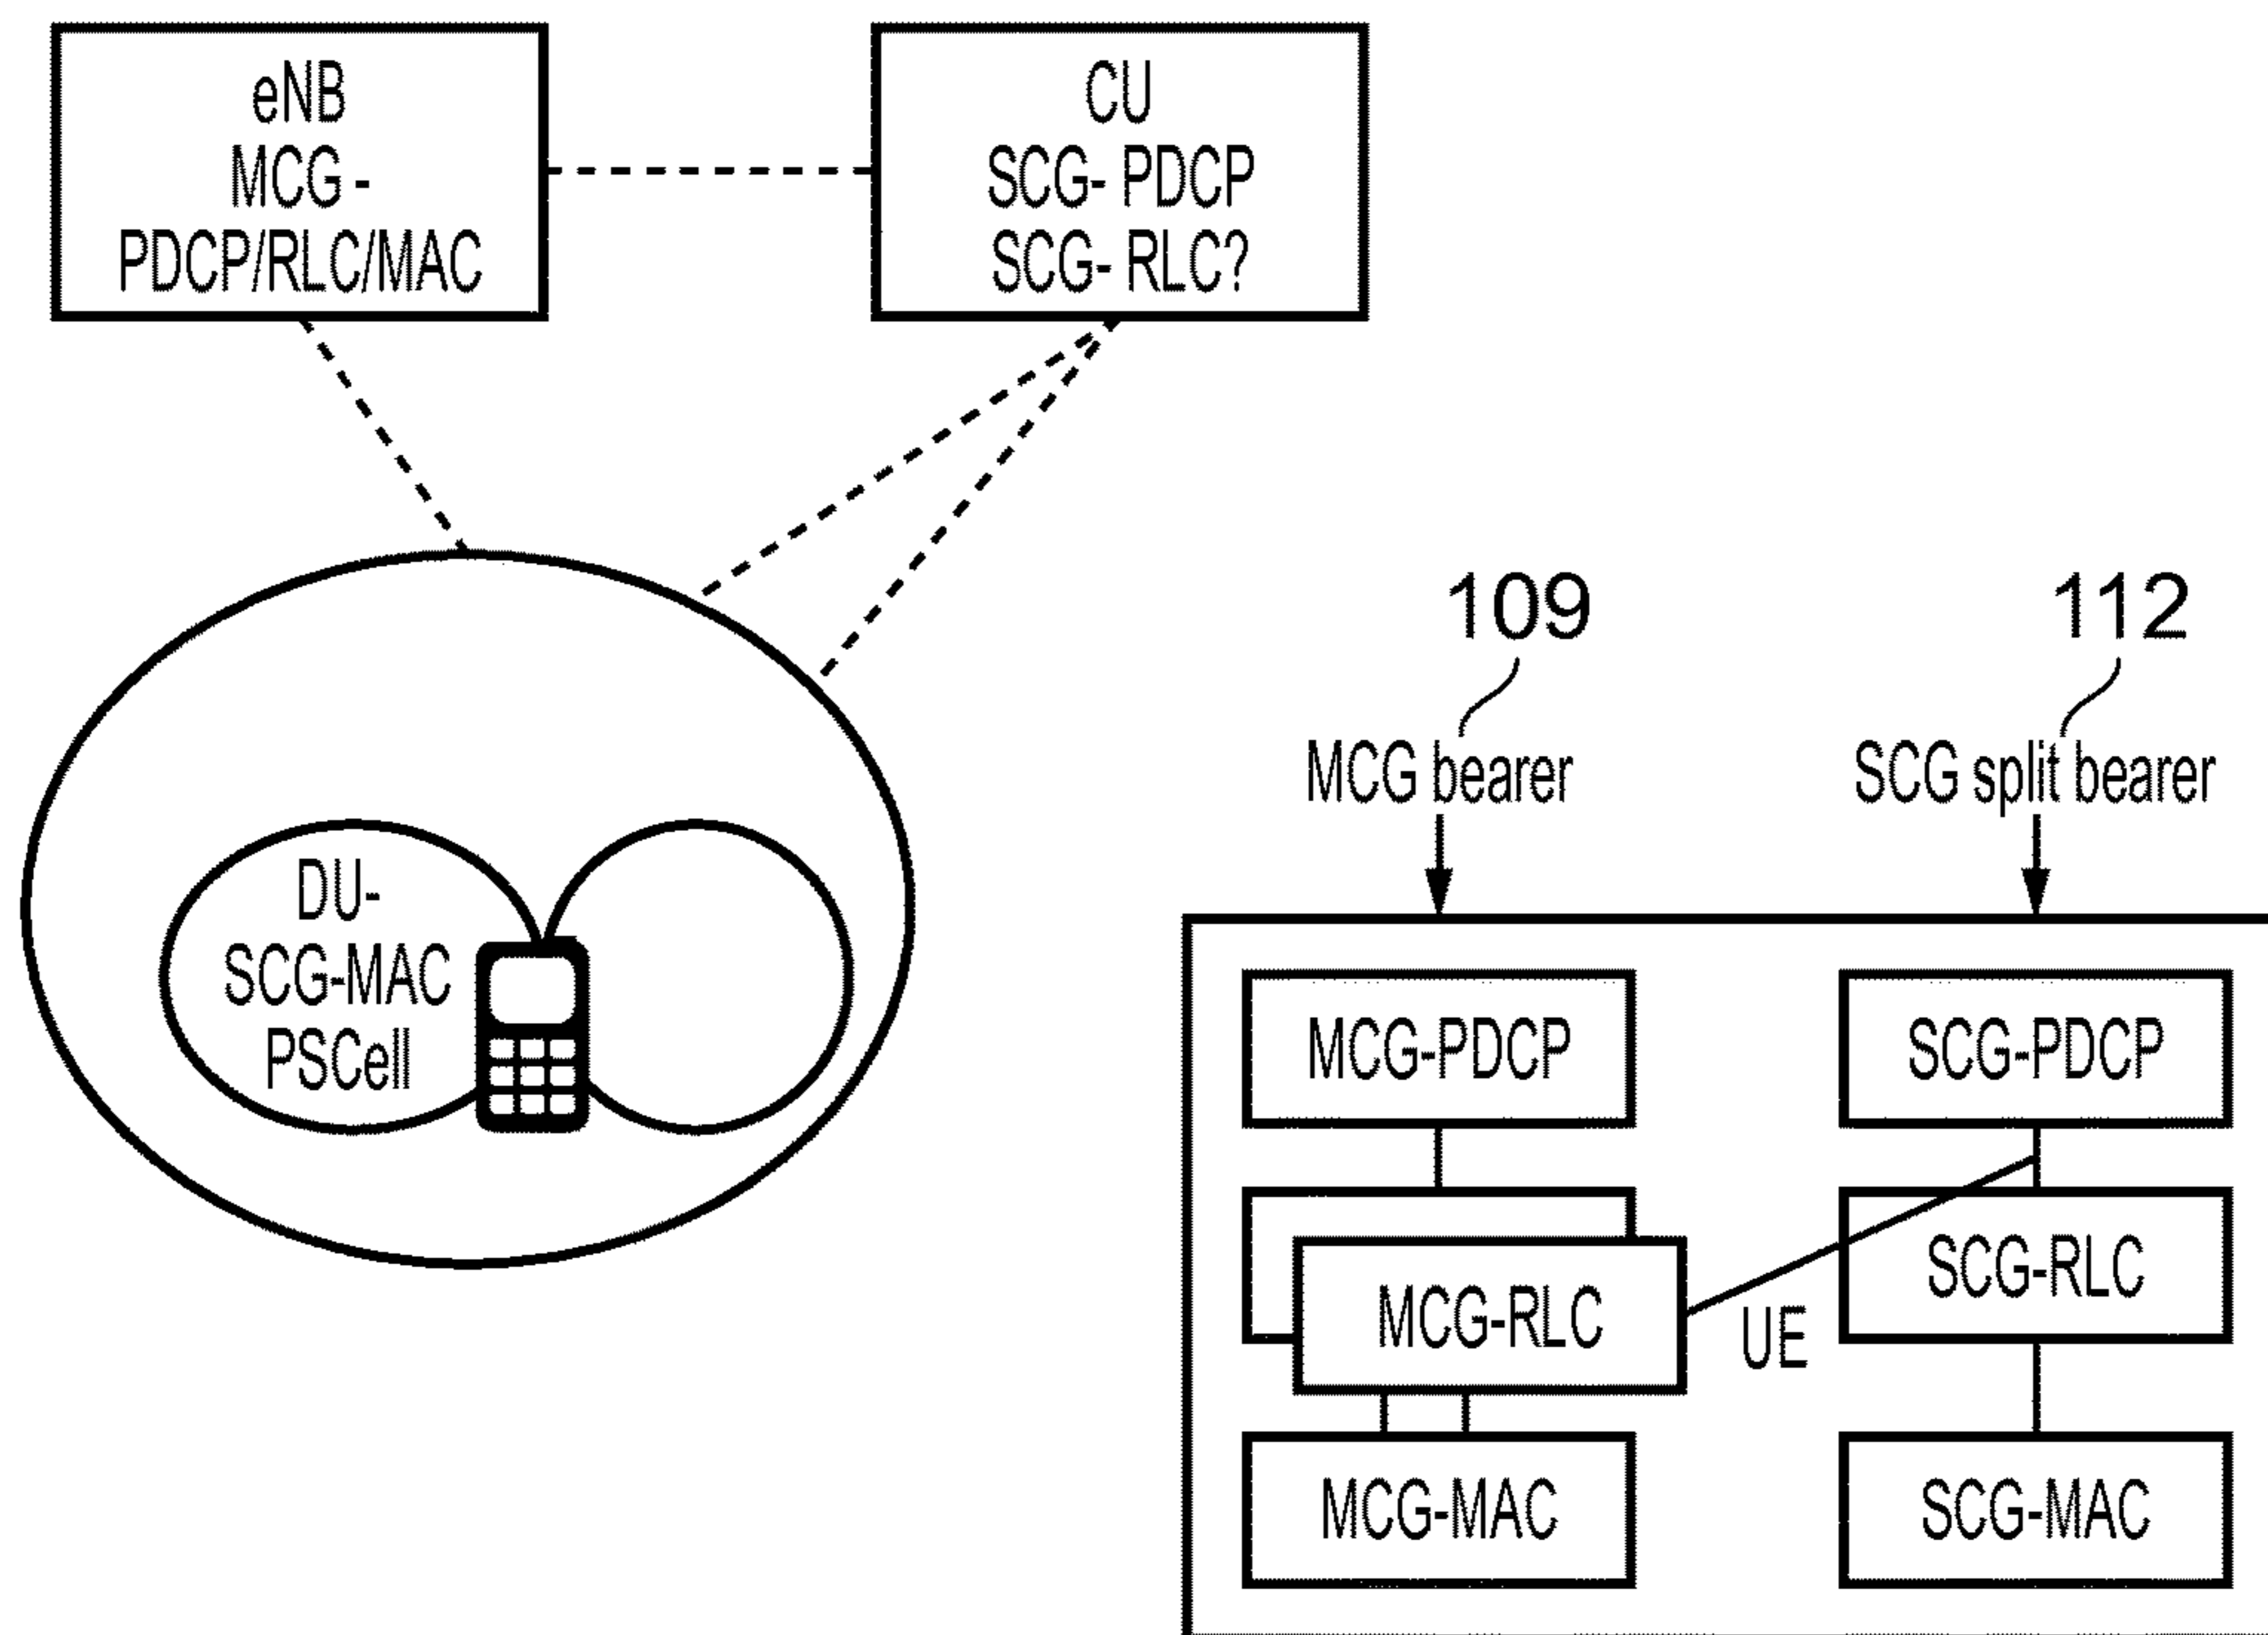 eNB
MCG -
PDCP/RLC/MAC
CU
SCG- PDCP
SCG- RLC?
DU-
SCG-MAC
PSCell
109
112
MCG bearer
SCG split bearer
MCG-PDCP
SCG-PDCP
MCG-RLC
UE
SCG-RLC
MCG-MAC
SCG-MAC